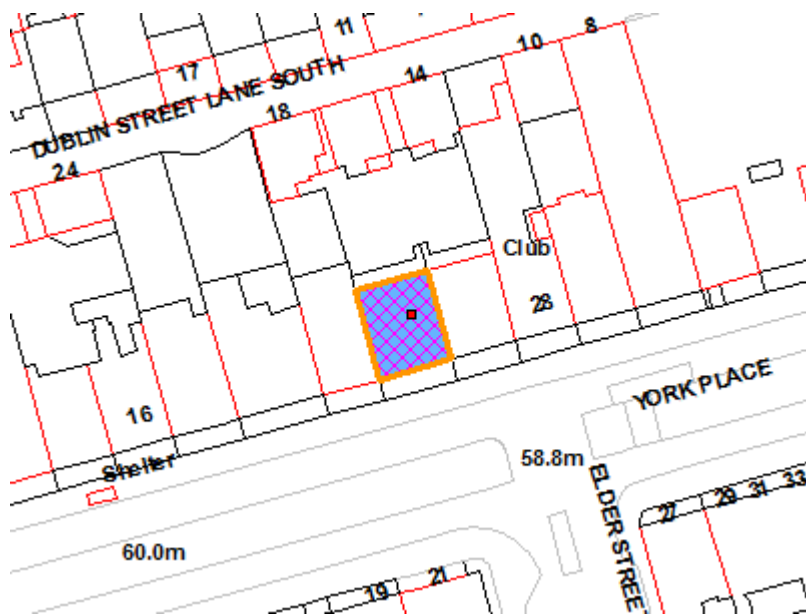 11
17
DUBLIN STREET LANE SOUTH
10
8
14
18
24
Club
28
16
YORK PLACE
Shelter
58.8m
60.0m
ELDER STREE
27
29
31
33
19
21